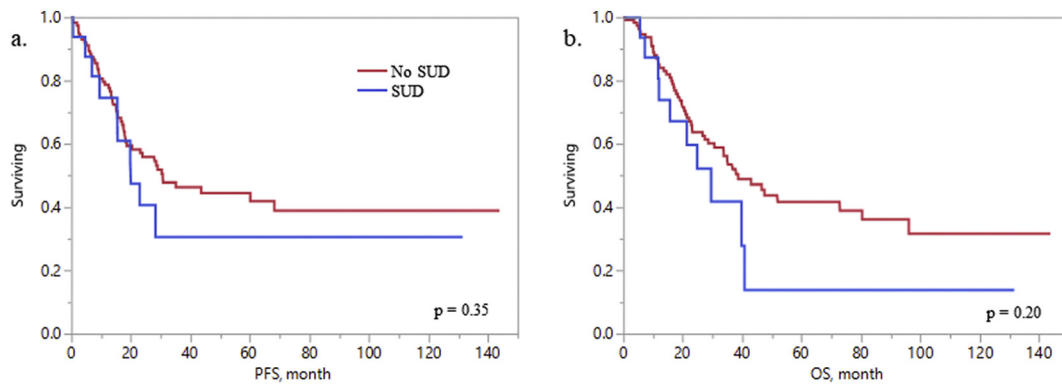 a.
1.0
0.8
0.6
0.4
0.2
0.0
Surviving
No SUD
SUD
p = 0.35
0 20 40 60 80 100 120 140
PFS, month
b.
1.0
0.8
0.6
0.4
0.2
0.0
Surviving
p = 0.20
0 20 40 60 80 100 120 140
OS, month